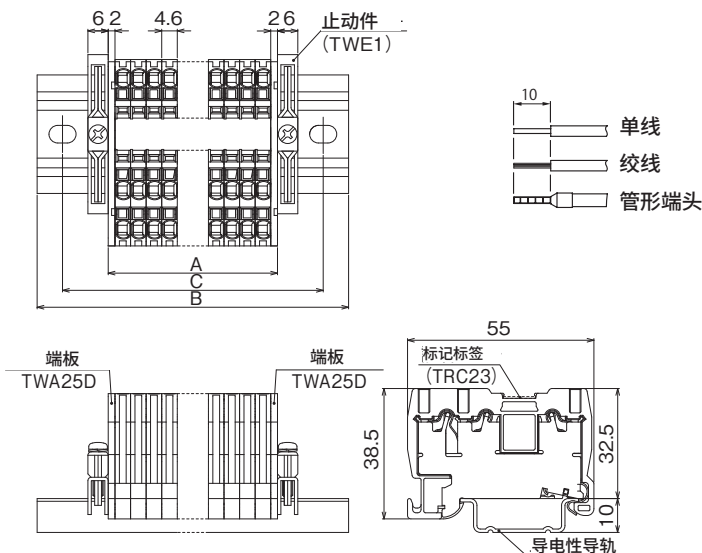 6 2 4.6 2 6 止动件
(TWE1)
10
单线
绞线
管形端头
A
C
B
55
端板
TWA25D
端板
TWA25D
标记标签
(TRC23)
38.5
32.5
10
导电性导轨